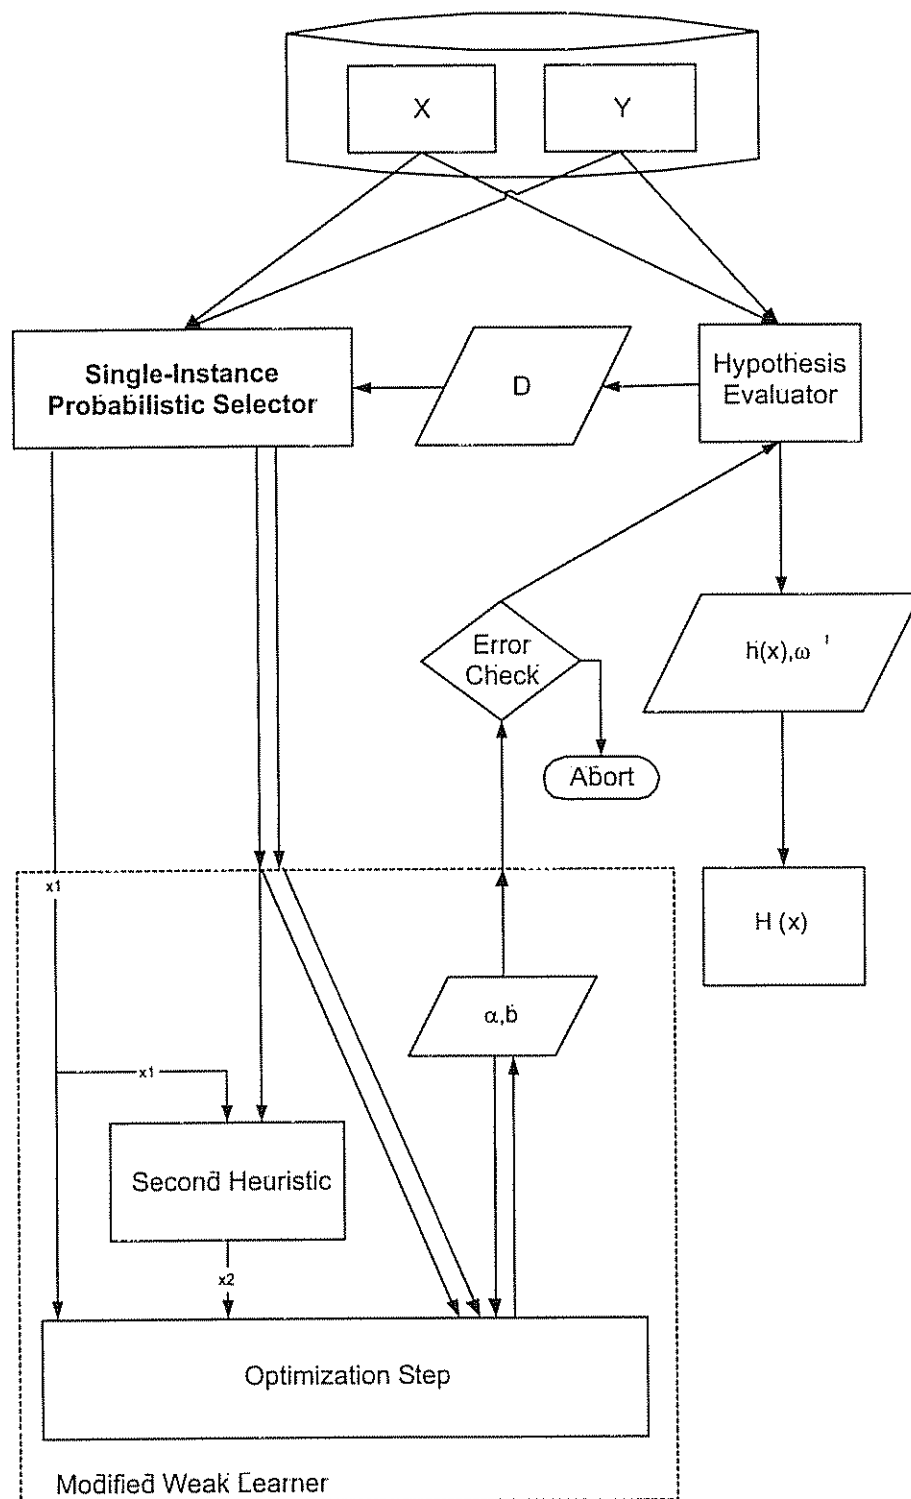 X
Y
Single-Instance
Probabilistic Selector
D
Hypothesis
Evaluator
Error
Check
h(x),ω
Abort
x1
H (x)
α,b
x1
Second Heuristic
x2
Optimization Step
Modified Weak Learner